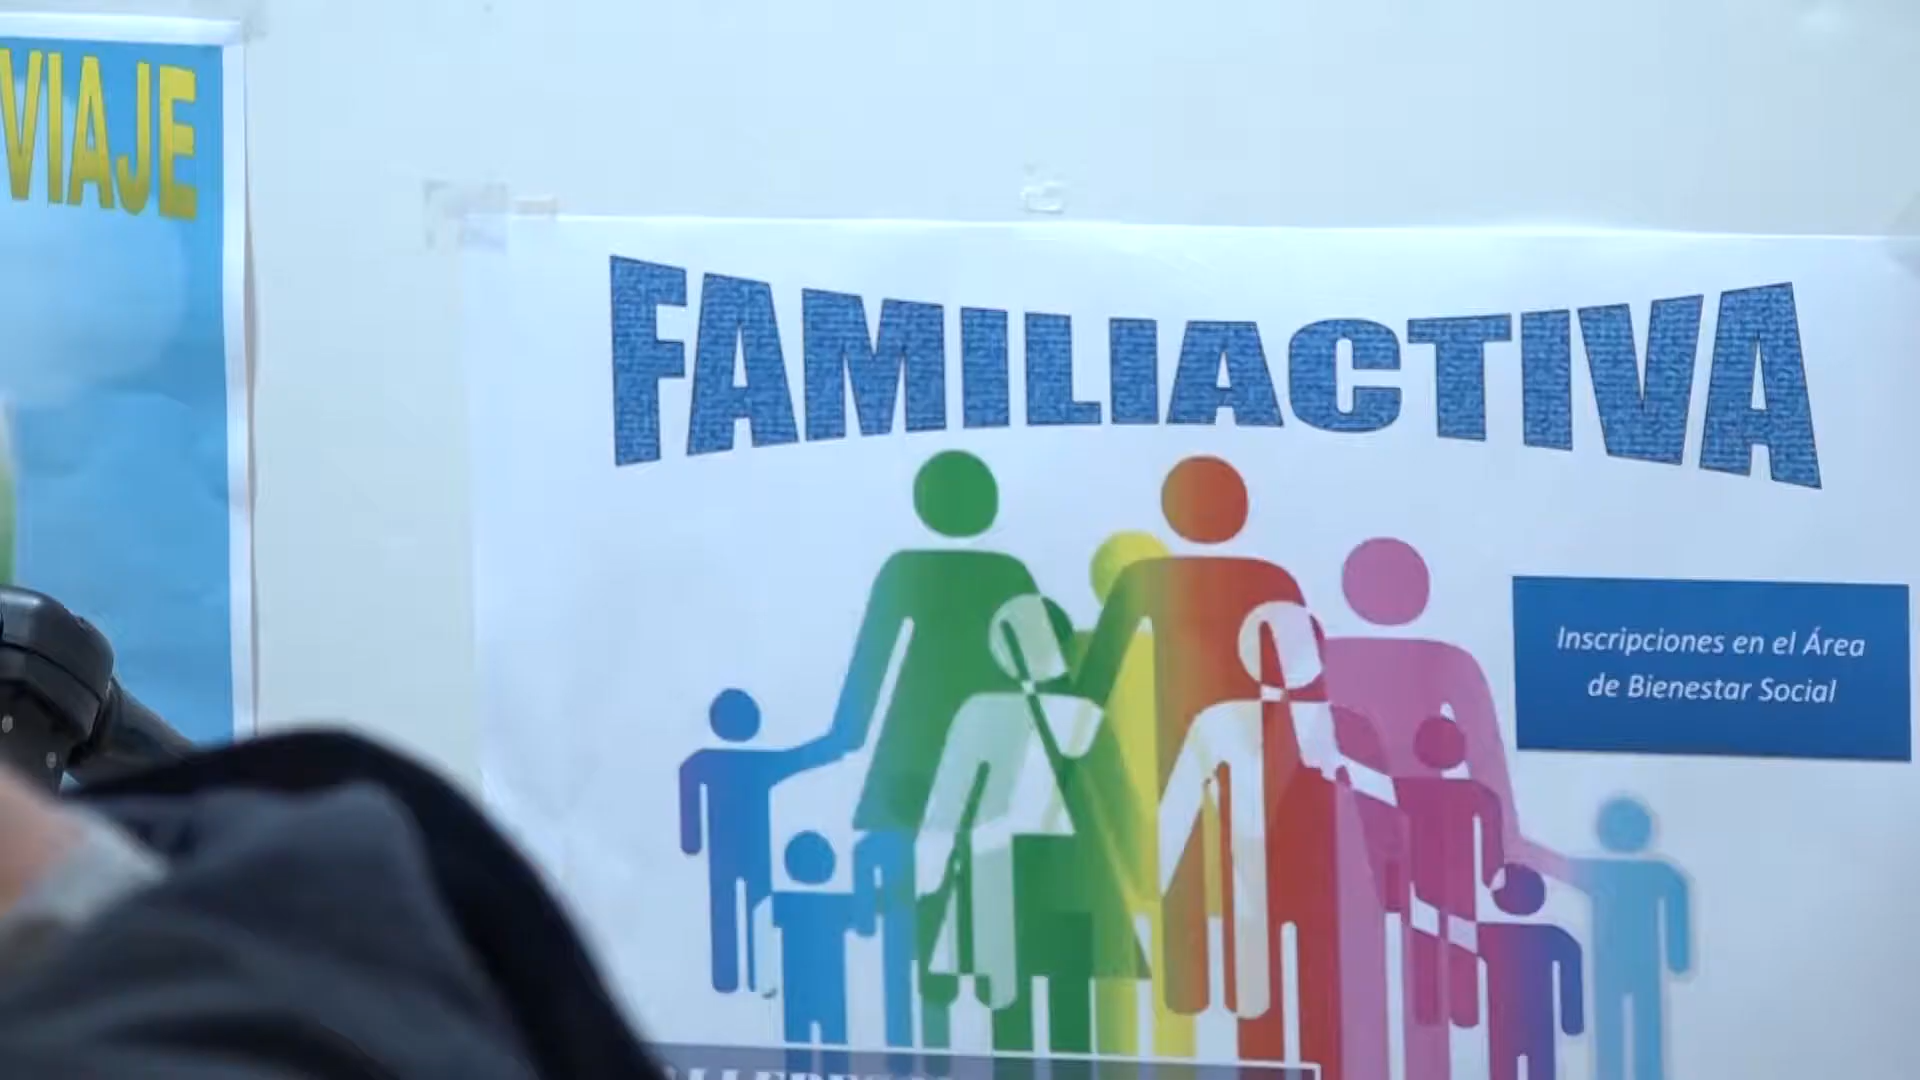 VIAJE
FAMILIACTIVA
Inscripciones en el Área
de Bienestar Social